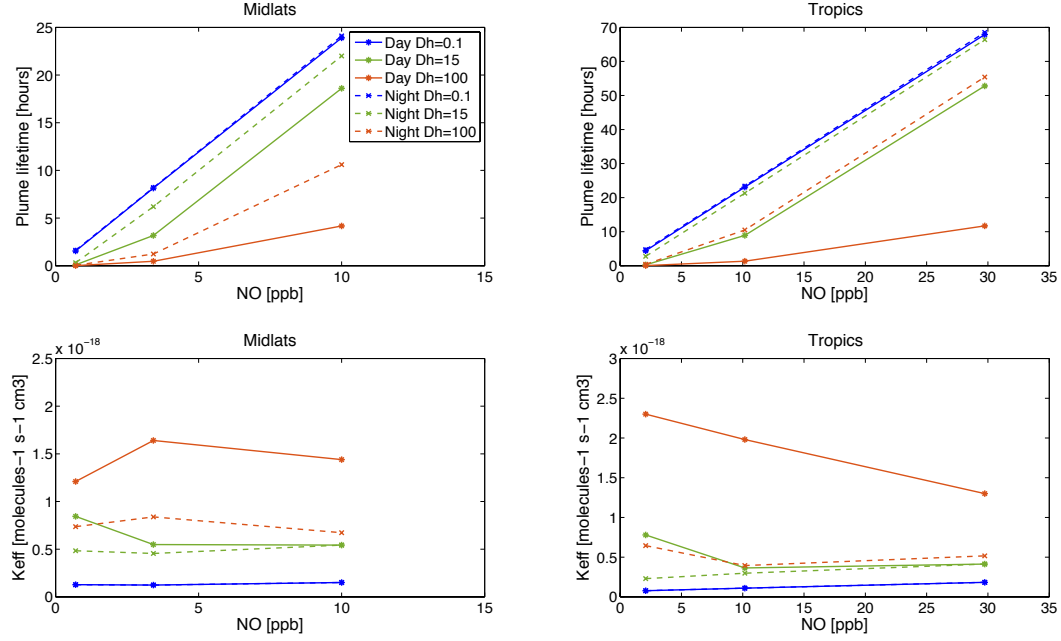 Midlats
25
20
15
10
5
0
0
5
10
15
Plume lifetime [hours]
NO [ppb]
Day Dh=0.1
Day Dh=15
Day Dh=100
Night Dh=0.1
Night Dh=15
Night Dh=100
Tropics
70
60
50
40
30
20
10
0
0
5
10
15
20
25
30
35
Plume lifetime [hours]
NO [ppb]
Midlats
x 10⁻¹⁸
2.5
2
1.5
1
0.5
0
0
5
10
15
Keff [molecules−1 s−1 cm3]
NO [ppb]
Tropics
x 10⁻¹⁸
3
2.5
2
1.5
1
0.5
0
0
5
10
15
20
25
30
35
Keff [molecules−1 s−1 cm3]
NO [ppb]